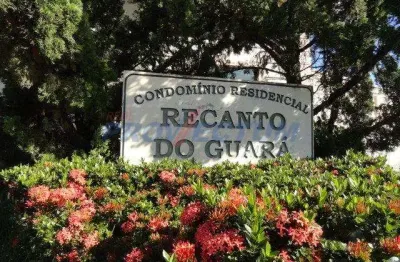 CONDOMÍNIO RESIDENCIAL
RECANTO
DO GUARÁ